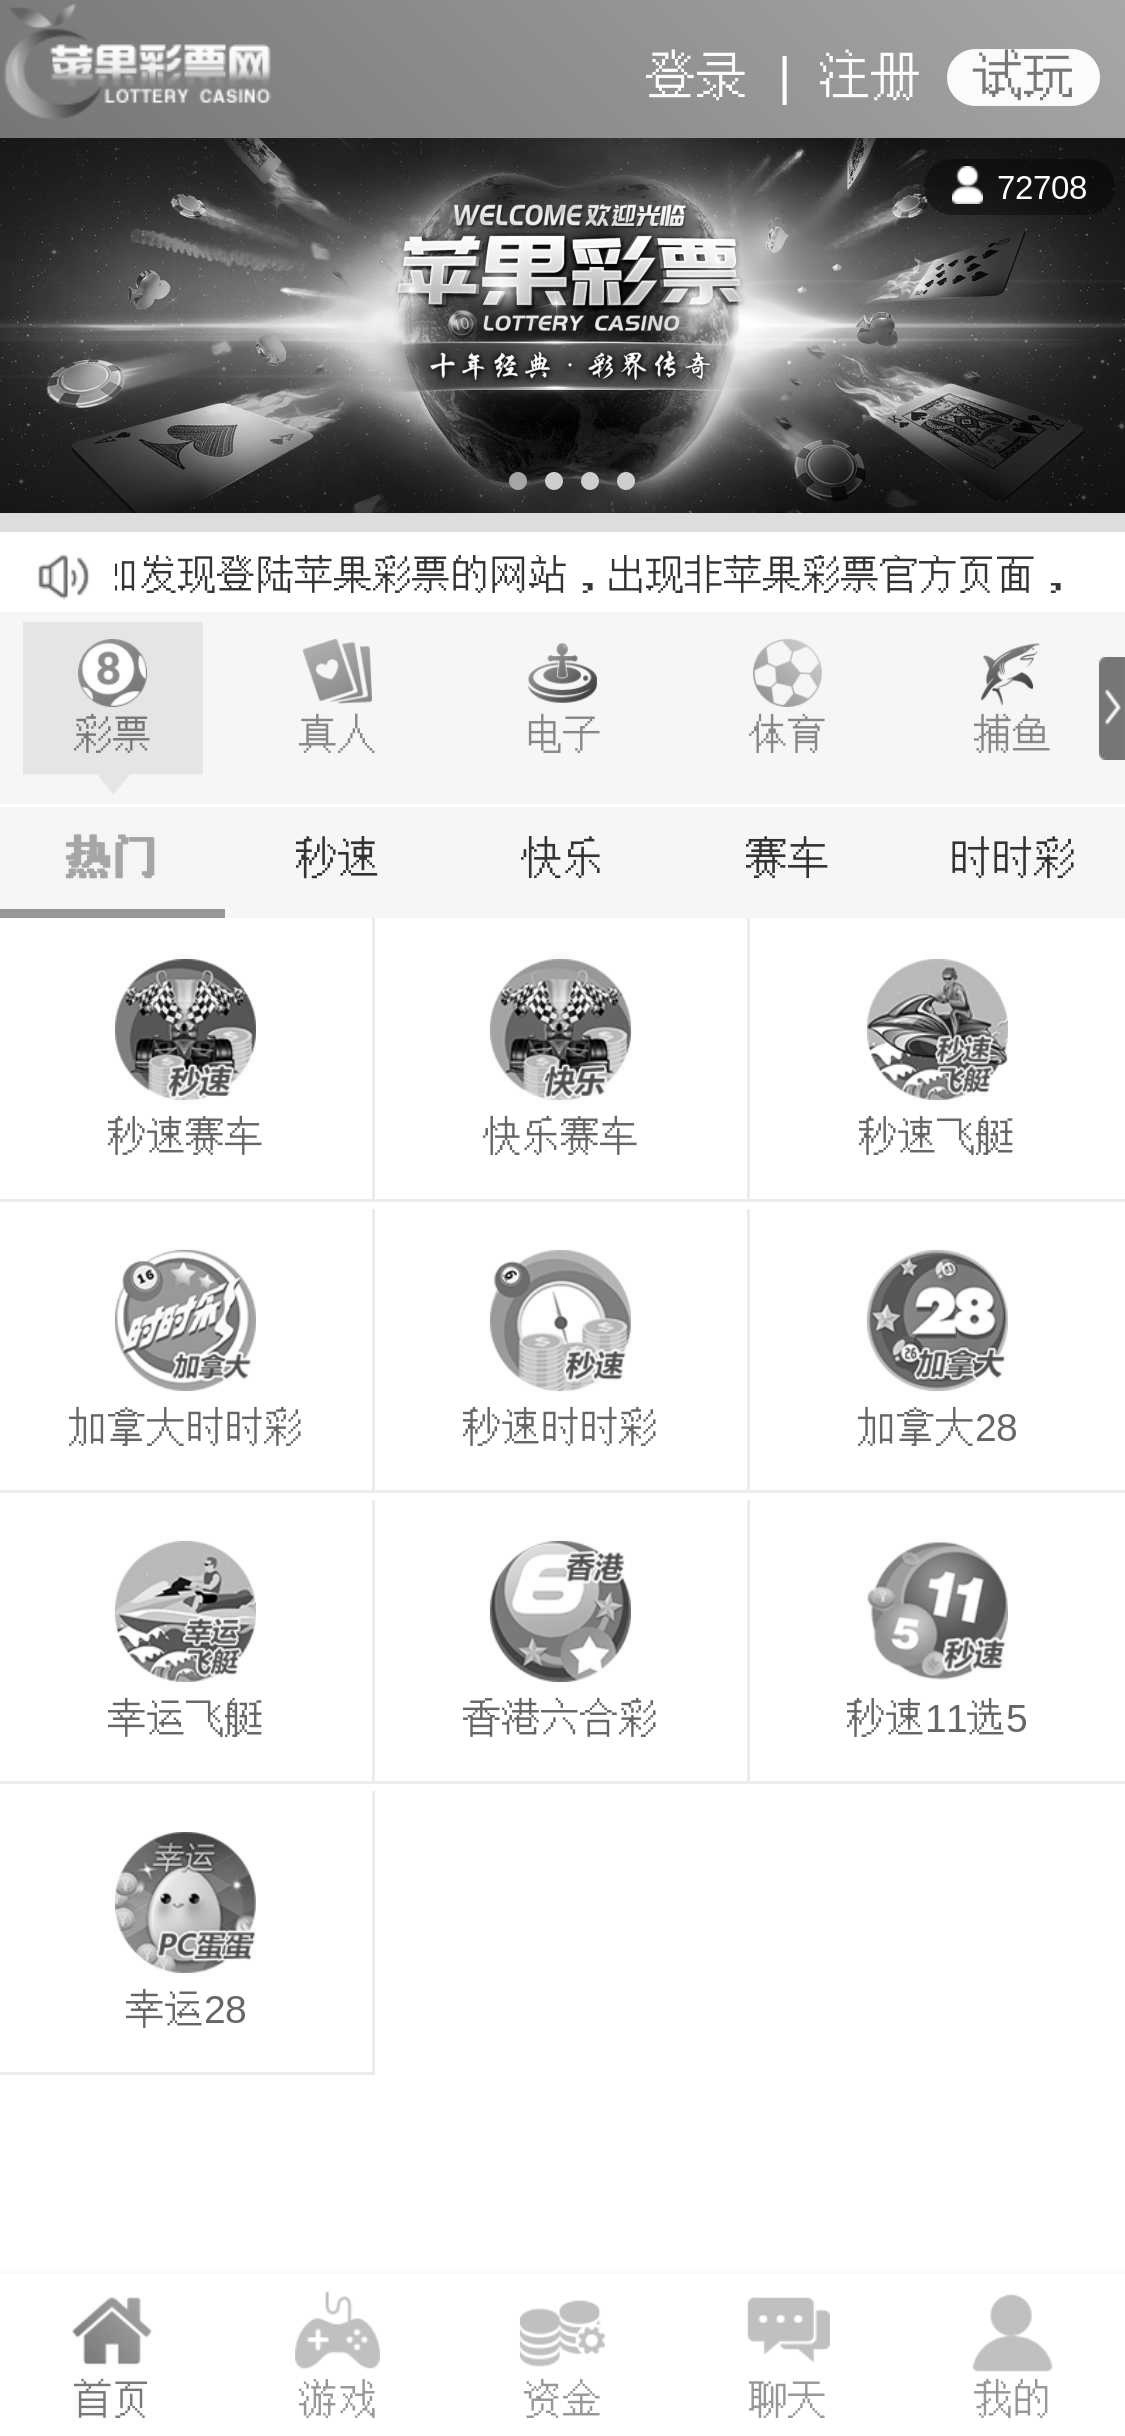 苹果彩票网
LOTTERY CASINO
登录 | 注册 试玩
72708
WELCOME 欢迎光临
苹果彩票
LOTTERY CASINO
十年经典·彩界传奇
如发现登陆苹果彩票的网站，出现非苹果彩票官方页面，
8
彩票 真人 电子 体育 捕鱼
热门 秒速 快乐 赛车 时时彩
秒速 快乐 秒速飞艇
秒速赛车 快乐赛车 秒速飞艇
16 时时彩 加拿大
6 秒速
28 加拿大
加拿大时时彩 秒速时时彩 加拿大28
幸运飞艇
6 香港
11 5 秒速
幸运飞艇 香港六合彩 秒速11选5
幸运
PC蛋蛋
幸运28
首页 游戏 资金 聊天 我的